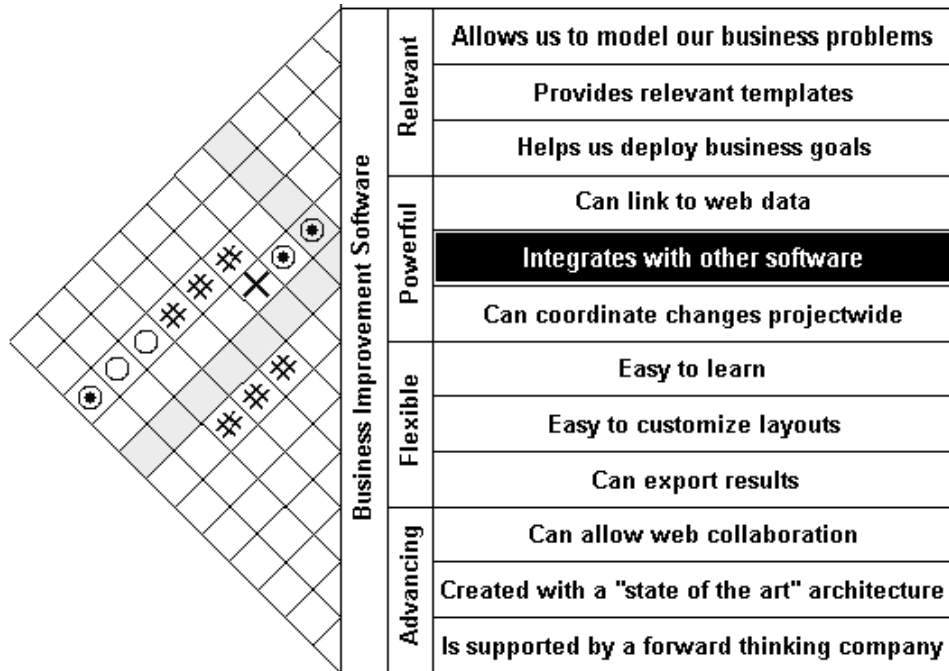 Business Improvement Software
Relevant
Allows us to model our business problems
Provides relevant templates
Helps us deploy business goals
Powerful
Can link to web data
Integrates with other software
Can coordinate changes projectwide
Flexible
Easy to learn
Easy to customize layouts
Can export results
Advancing
Can allow web collaboration
Created with a "state of the art" architecture
Is supported by a forward thinking company